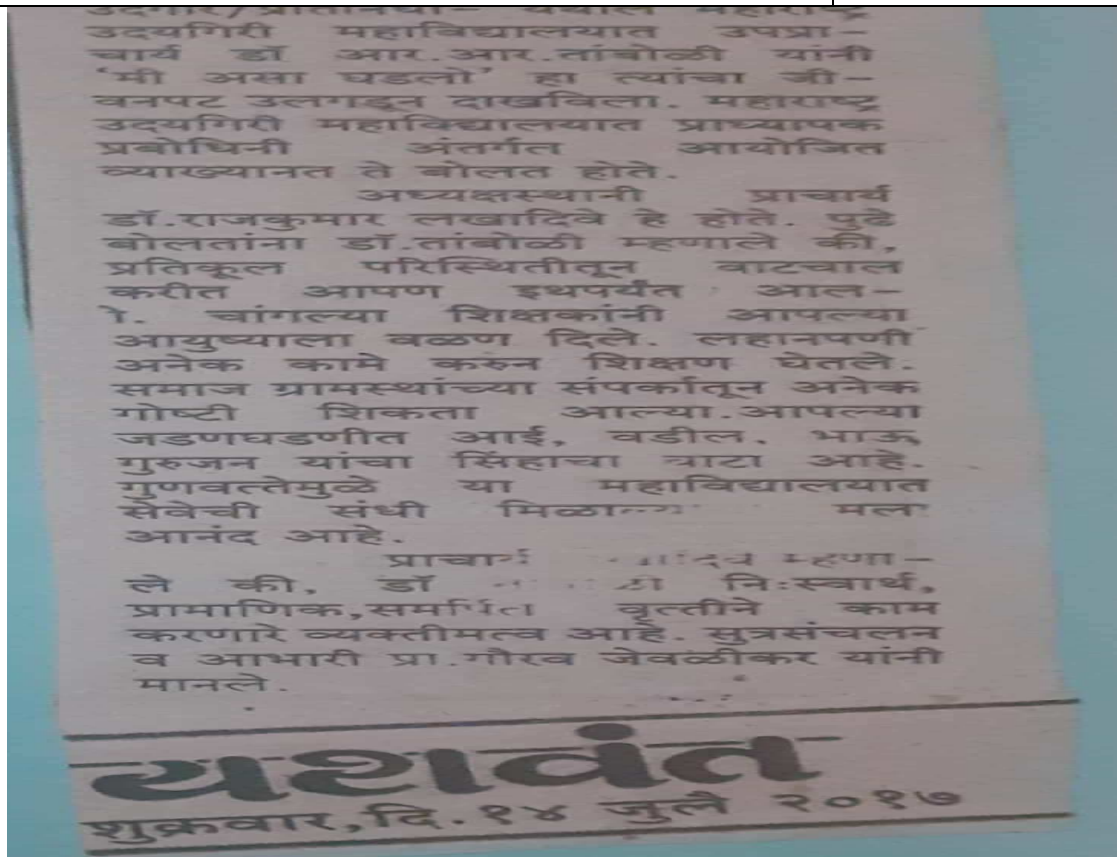 उदगीर/प्रतिनिधी- येथील महाराष्ट्र
उदयगिरी महाविद्यालयात उपप्रा-
चार्य डॉ आर.आर.तांबोळी यांनी
'मी असा घडलो' हा त्यांचा जी-
वनपट उलगडून दाखविला. महाराष्ट्र
उदयगिरी महाविद्यालयात प्राध्यापक
प्रबोधिनी अंतर्गत आयोजित
व्याख्यानत ते बोलत होते.
अध्यक्षस्थानी प्राचार्य
डॉ.राजकुमार लखादिवे हे होते. पुढे
बोलतांना डॉ.तांबोळी म्हणाले की,
प्रतिकूल परिस्थितीतून वाटचाल
करीत आपण इथपर्यंत आल-
ो. चांगल्या शिक्षकांनी आपल्या
आयुष्याला वळण दिले. लहानपणी
अनेक कामे करुन शिक्षण घेतले.
समाज ग्रामस्थांच्या संपर्कातून अनेक
गोष्टी शिकता आल्या.आपल्या
जडणघडणीत आई, वडील, भाऊ
गुरुजन यांचा सिंहाचा वाटा आहे.
गुणवत्तेमुळे या महाविद्यालयात
सेवेची संधी
आनंद आहे.
म्हणा-
ले की, डॉ नि:स्वार्थ,
प्रामाणिक,समर्पित वृत्तीने काम
करणारे व्यक्तीमत्व आहे. सुत्रसंचलन
व आभारी प्रा.गौरव जेवळीकर यांनी
मानले.
यशवंत
शुक्रवार,दि.१४ जुलै २०१७